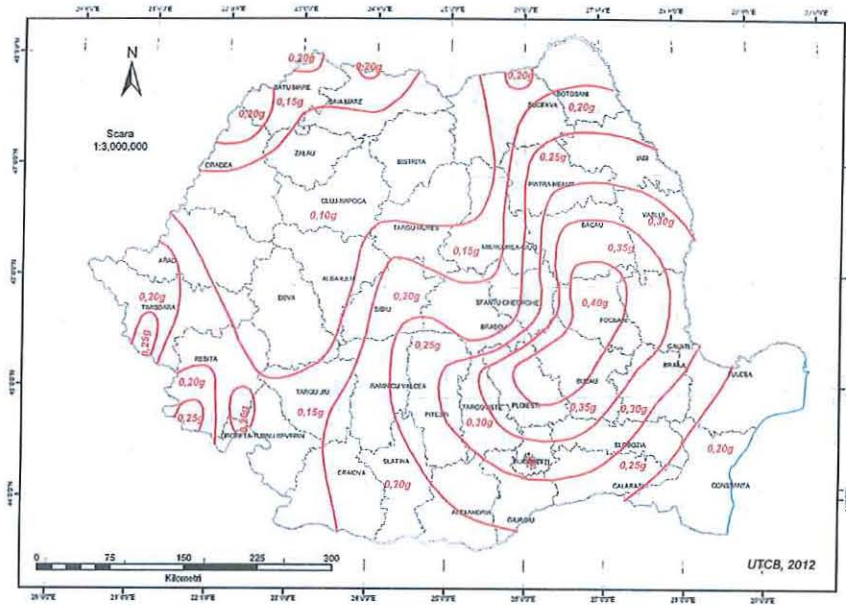 N
Scara
1:3,000,000
0,20g
0,20g
SATU MARE
0,15g
BAIA MARE
0,20g
0,20g
SUCEAVA
BOTOSANI
0,20g
ORADEA
ZALAU
BISTRITA
0,25g
IASI
PIATRA-NEAMT
CLUJ-NAPOCA
0,10g
TARGU MURES
VASLUI
0,30g
BACAU
0,15g
MIERCUREA-CIUC
0,35g
ARAD
ALBA IULIA
0,20g
TIMISOARA
DEVA
0,20g
SIBIU
SFANTU GHEORGHE
0,40g
FOCSANI
BRASOV
0,25g
0,25g
GALATI
RESITA
BRAILA
TULCEA
0,20g
TARGU JIU
RAMNICU VALCEA
BUZAU
0,25g
0,15g
PITESTI
TARGOVISTE
PLOIESTI
0,35g
0,30g
0,30g
DROBETA-TURNU SEVERIN
SLOBOZIA
BUCURESTI
0,25g
0,20g
CRAIOVA
SLATINA
0,20g
CALARASI
CONSTANTA
ALEXANDRIA
GIURGIU
0 75 150 225 300
Kilometri
UTCB, 2012